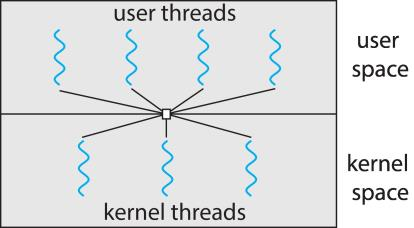 user threads
user
space
kernel
space
kernel threads